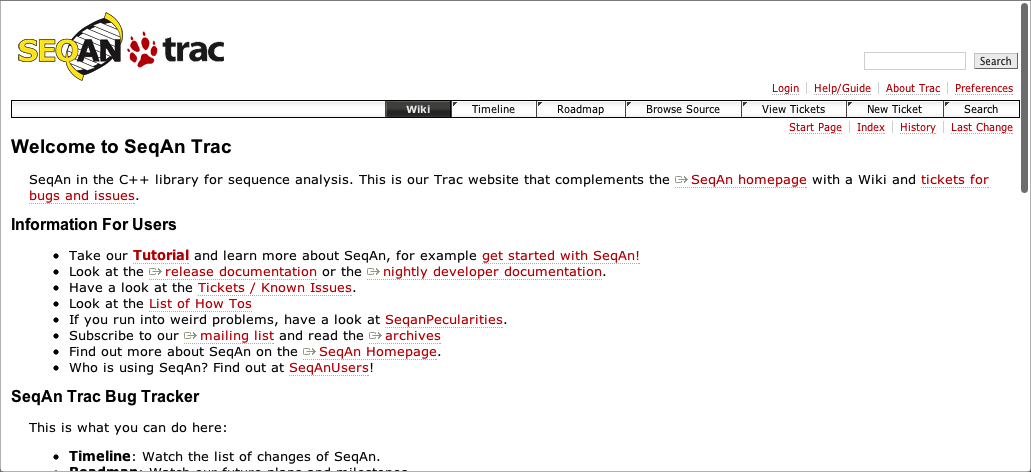 SEQAN trac
Search
Login Help/Guide About Trac Preferences
Wiki Timeline Roadmap Browse Source View Tickets New Ticket Search
Start Page Index History Last Change
Welcome to SeqAn Trac
SeqAn in the C++ library for sequence analysis. This is our Trac website that complements the SeqAn homepage with a Wiki and tickets for
bugs and issues.
Information For Users
• Take our Tutorial and learn more about SeqAn, for example get started with SeqAn!
• Look at the release documentation or the nightly developer documentation.
• Have a look at the Tickets / Known Issues.
• Look at the List of How Tos
• If you run into weird problems, have a look at SeqanPecularities.
• Subscribe to our mailing list and read the archives
• Find out more about SeqAn on the SeqAn Homepage.
• Who is using SeqAn? Find out at SeqAnUsers!
SeqAn Trac Bug Tracker
This is what you can do here:
• Timeline: Watch the list of changes of SeqAn.
• Roadmap: Watch our future plans and milestones.